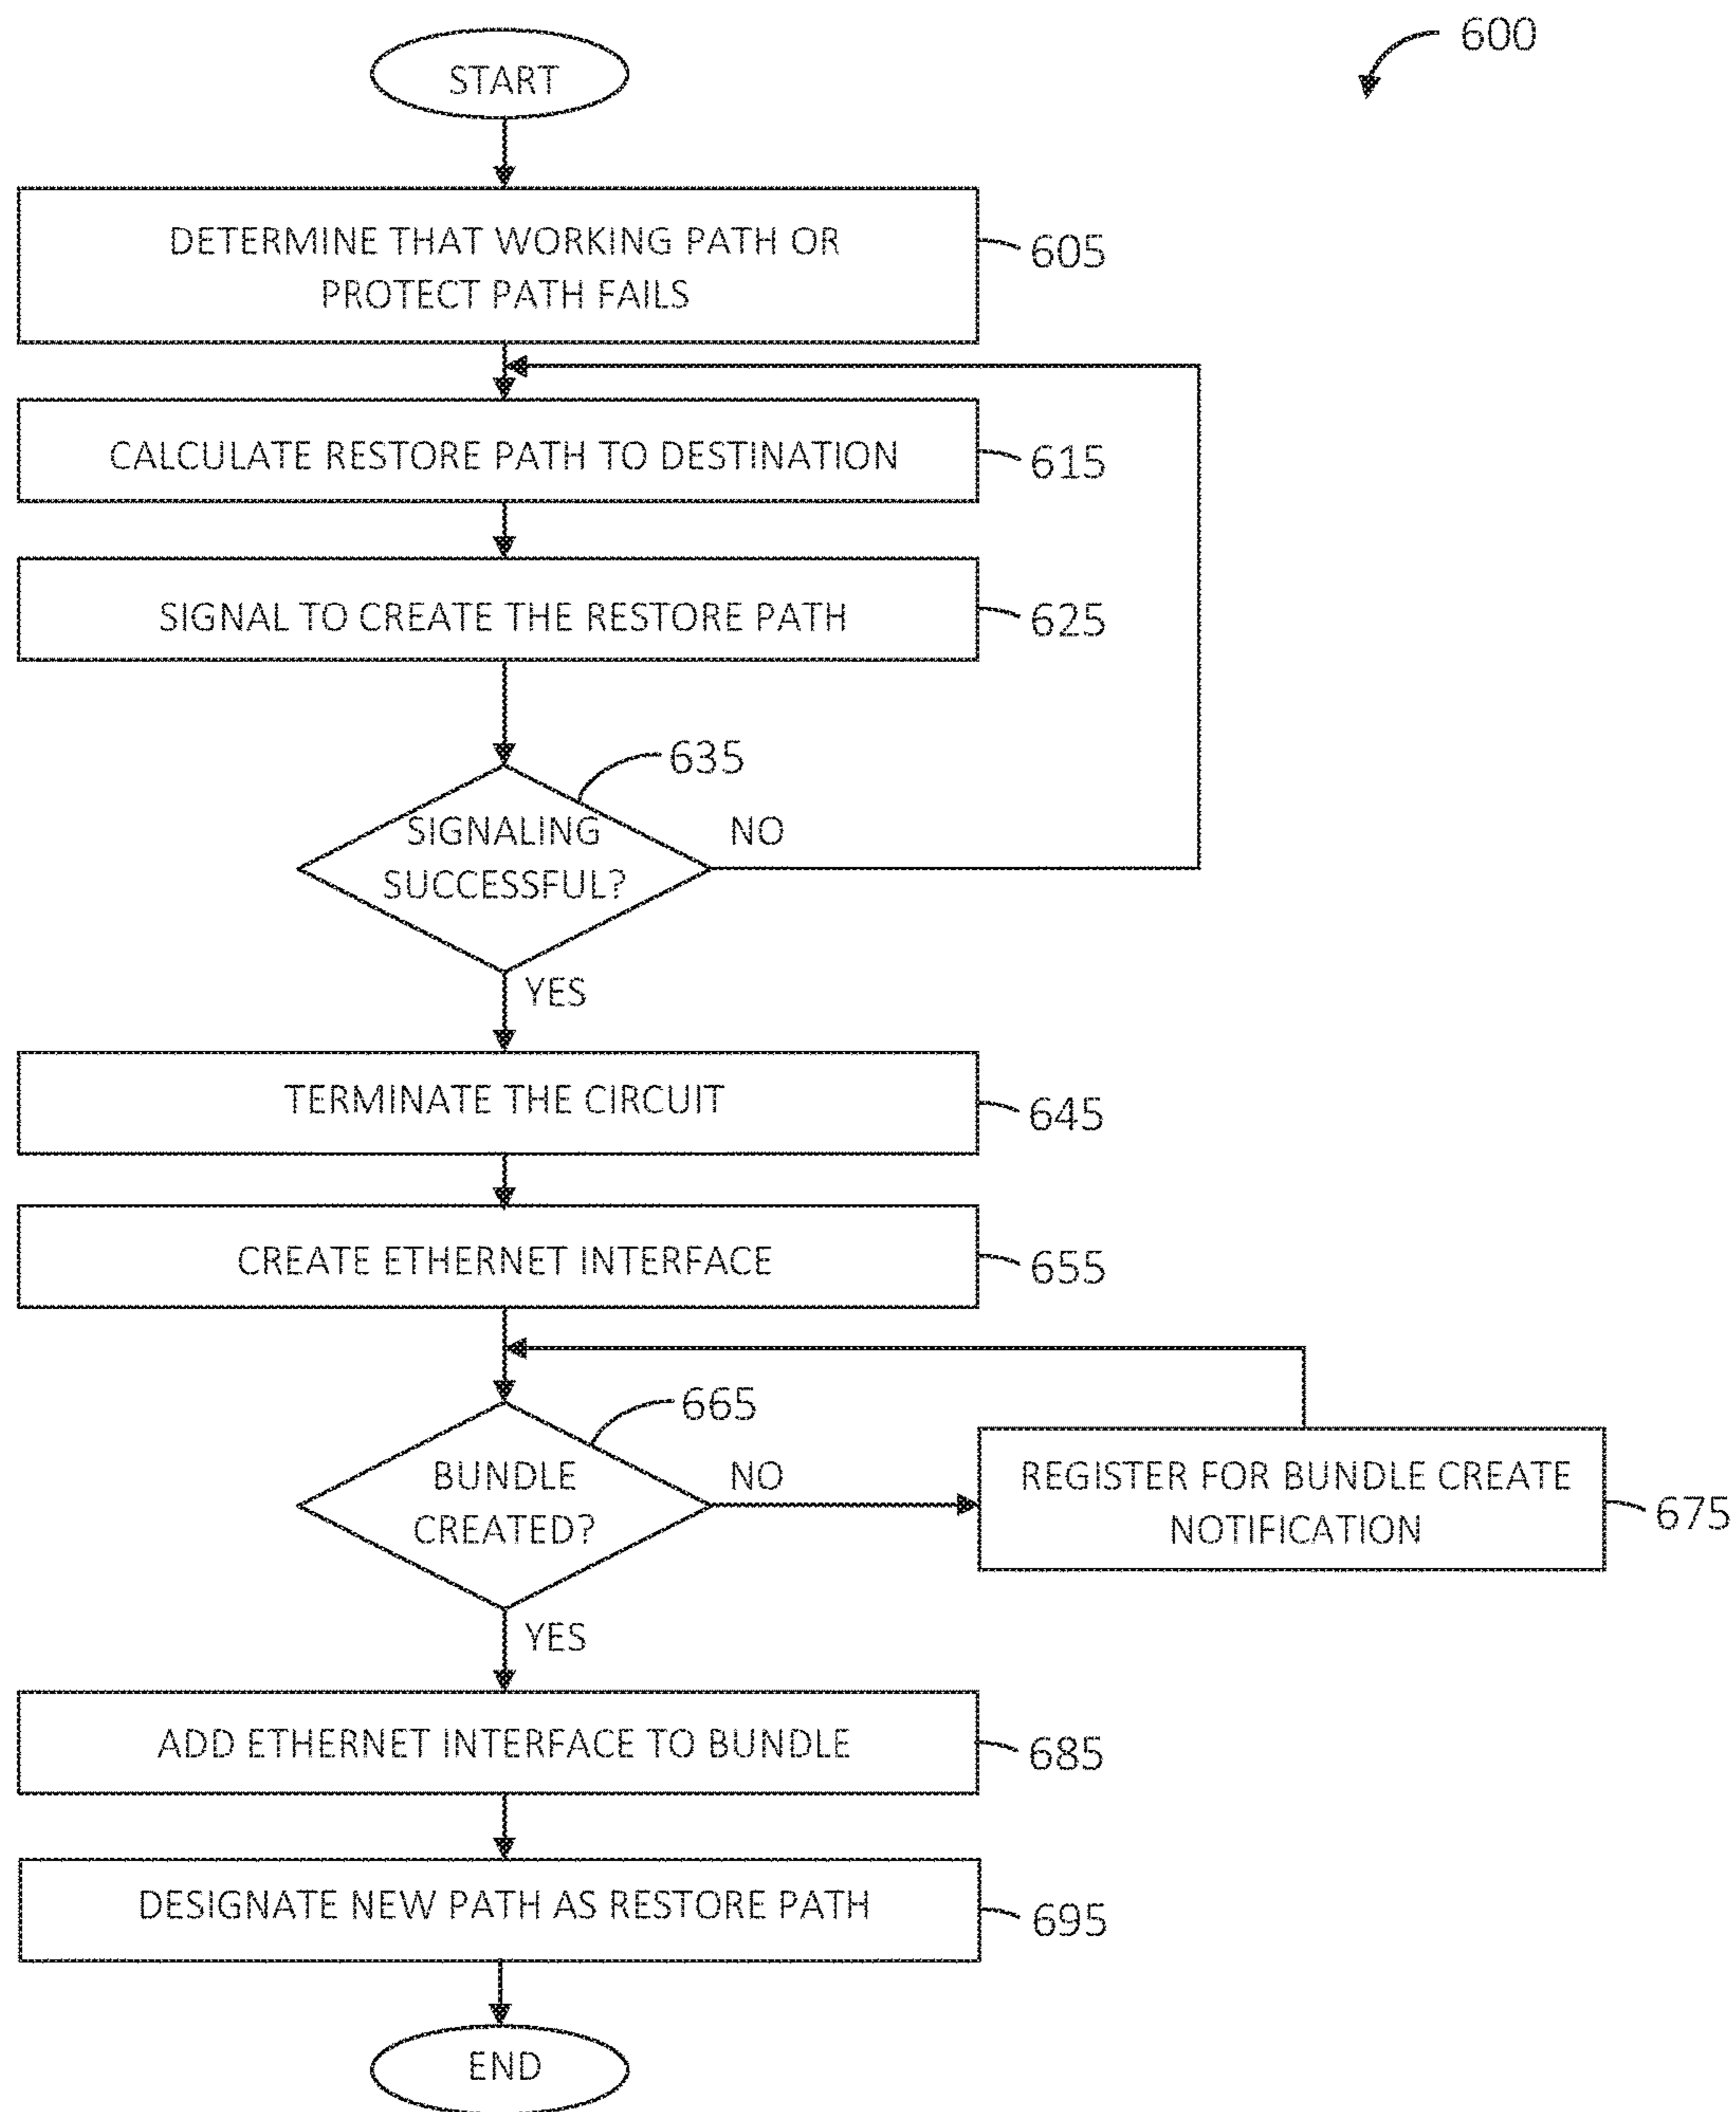 600
START
DETERMINE THAT WORKING PATH OR
PROTECT PATH FAILS
605
CALCULATE RESTORE PATH TO DESTINATION
615
SIGNAL TO CREATE THE RESTORE PATH
625
635
SIGNALING
SUCCESSFUL?
NO
YES
TERMINATE THE CIRCUIT
645
CREATE ETHERNET INTERFACE
655
665
BUNDLE
CREATED?
NO
REGISTER FOR BUNDLE CREATE
NOTIFICATION
675
YES
ADD ETHERNET INTERFACE TO BUNDLE
685
DESIGNATE NEW PATH AS RESTORE PATH
695
END